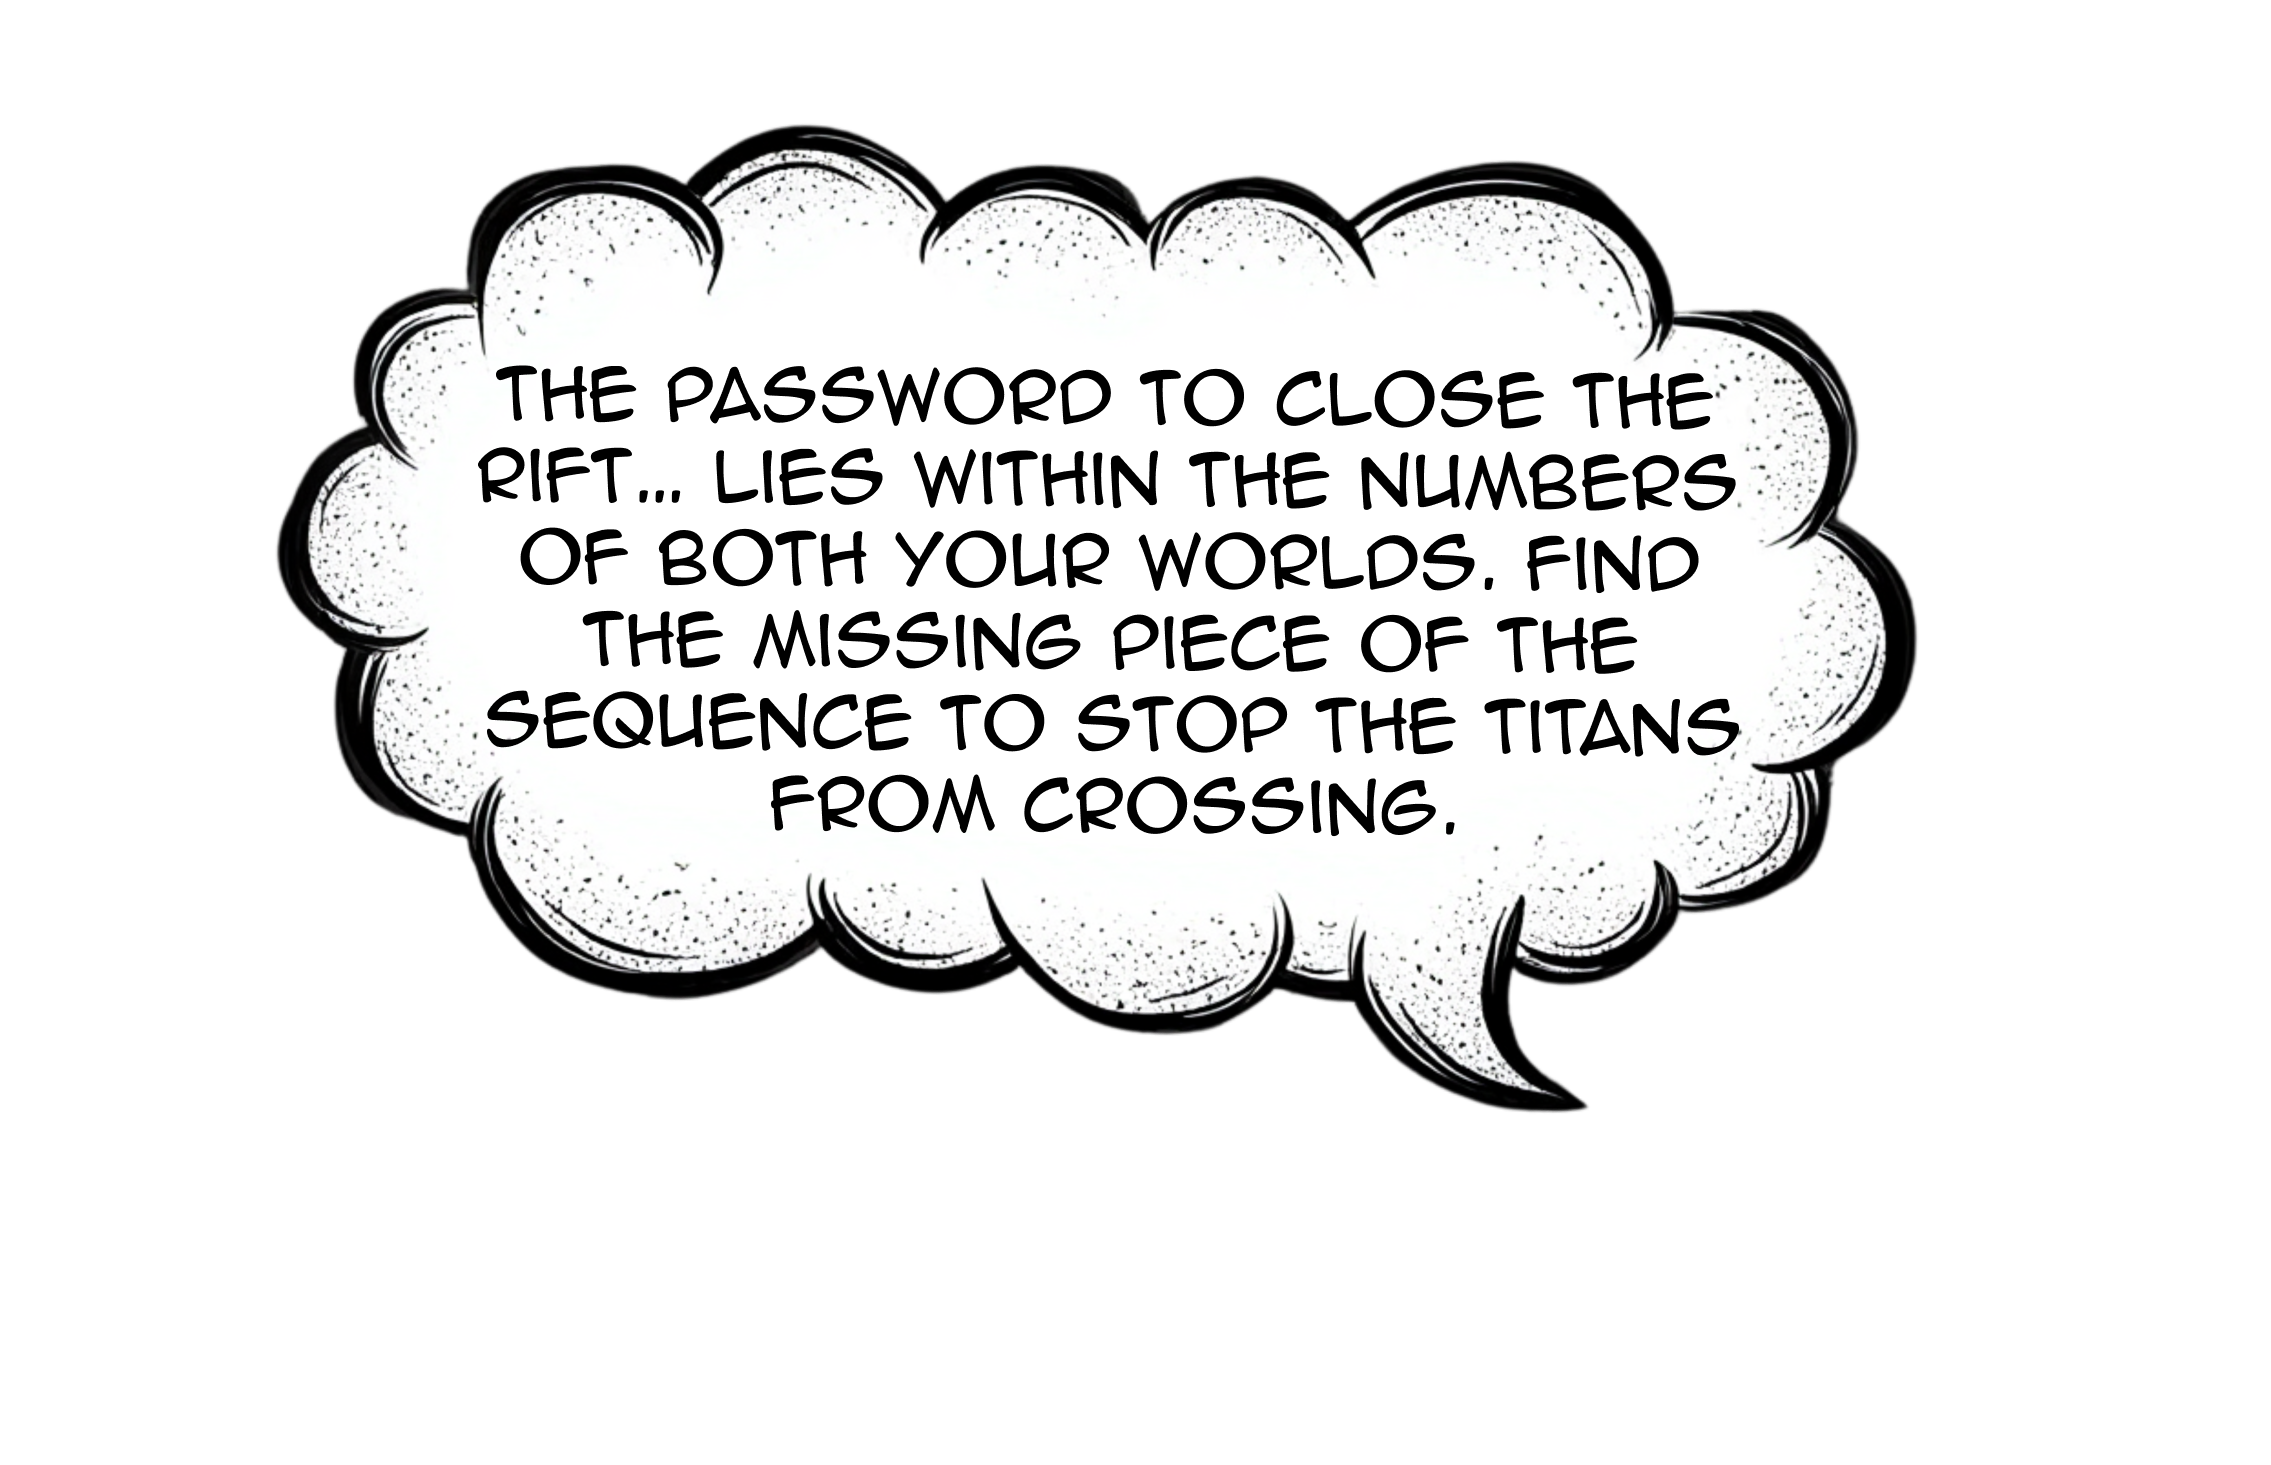 THE PASSWORD TO CLOSE THE
RIFT... LIES WITHIN THE NUMBERS
OF BOTH YOUR WORLDS. FIND
THE MISSING PIECE OF THE
SEQUENCE TO STOP THE TITANS
FROM CROSSING.